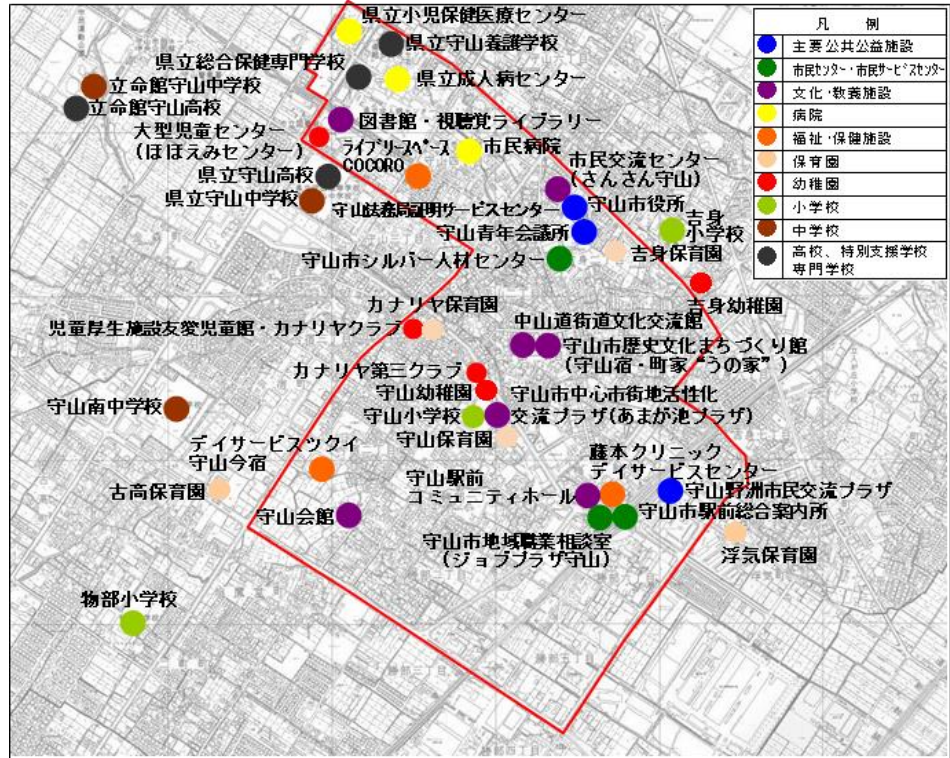 県立小児保健医療センター
県立守山養護学校
県立総合保健専門学校
県立成人病センター
立命館守山中学校
立命館守山高校
図書館・視聴覚ライブラリー
大型児童センター
(ほほえみセンター)
ライブリースペース
COCORO
市民病院
市民交流センター
(さんさん守山)
県立守山高校
県立守山中学校
守山法務局証明サービスセンター
守山市役所
守山青年会議所
吉身
小学校
守山市シルバー人材センター
吉身保育園
吉身幼稚園
カナリヤ保育園
児童厚生施設友愛児童館・カナリヤクラブ
中山道街道文化交流館
守山市歴史文化まちづくり館
(守山宿・町家“うの家”)
カナリヤ第三クラブ
守山幼稚園
守山市中心市街地活性化
交流プラザ(あまが池プラザ)
守山小学校
守山保育園
守山南中学校
デイサービスツクイ
守山今宿
古高保育園
守山会館
藤本クリニック
デイサービスセンター
守山駅前
コミュニティホール
守山野洲市民交流プラザ
守山市駅前総合案内所
守山市地域職業相談室
(ジョブプラザ守山)
浮気保育園
物部小学校
勝部三丁目
勝部四丁目
凡 例
主要公共公益施設
市民センター・市民サービスセンター
文化・教養施設
病院
福祉・保健施設
保育園
幼稚園
小学校
中学校
高校、特別支援学校
専門学校